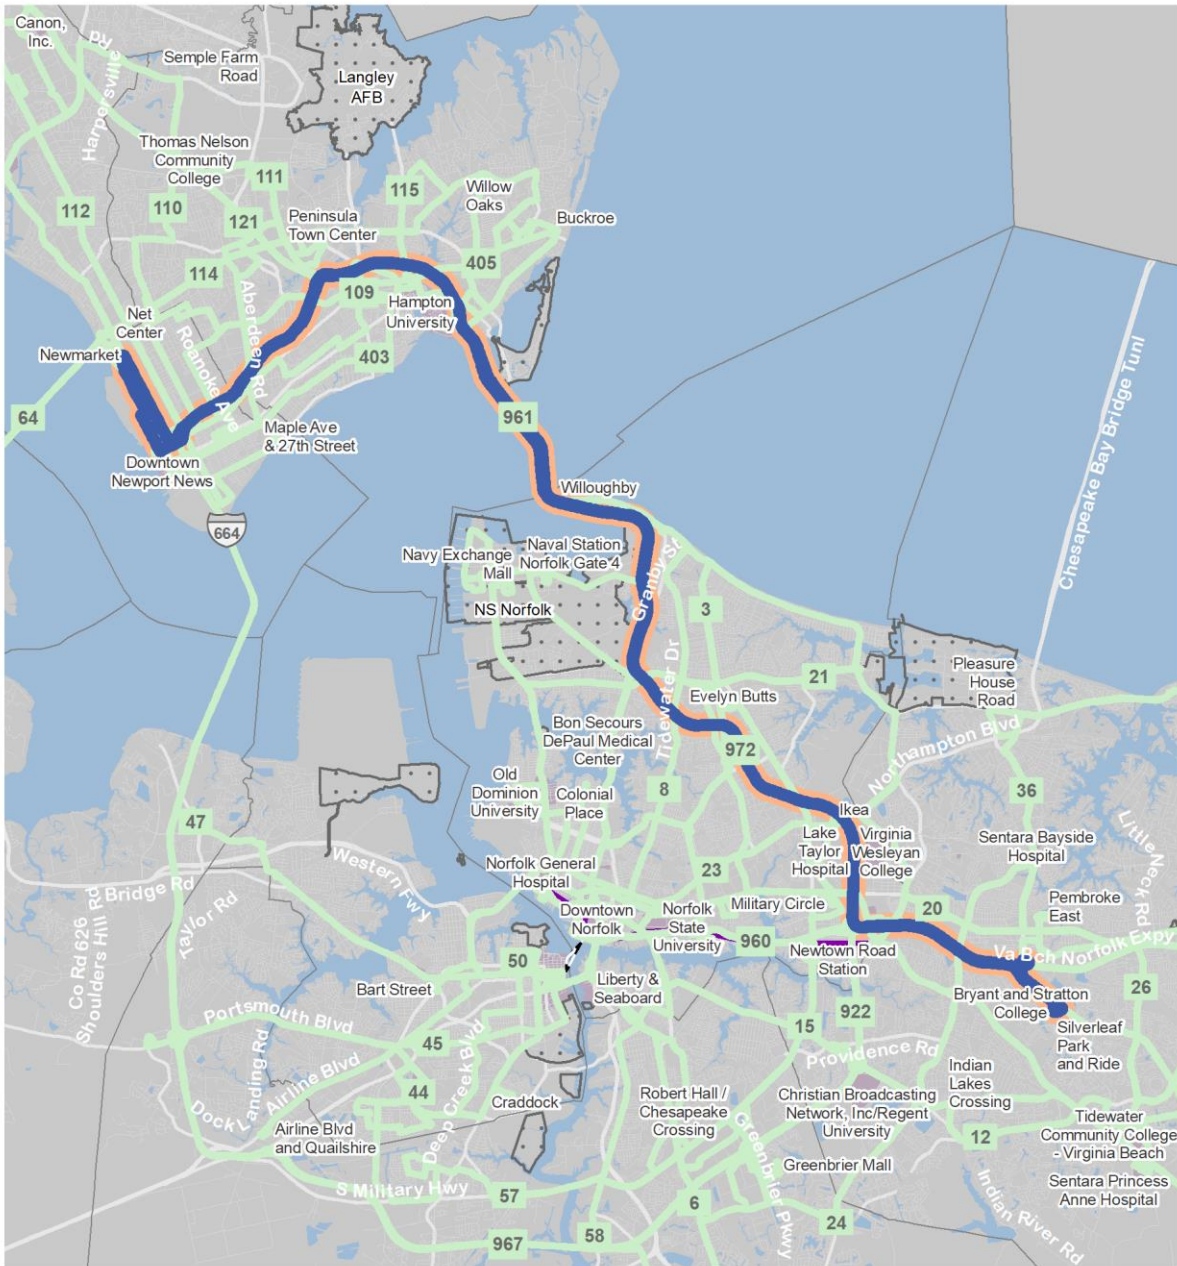 Canon,
Inc.
Harpersville
Rd
Semple Farm
Road
Langley
AFB
Thomas Nelson
Community
College
111
115
Willow
Oaks
112
110
121
Peninsula
Town Center
Buckroe
114
405
109
Aberdeen Rd
Hampton
University
Net
Center
Roanoke Ave
Newmarket
403
64
961
Maple Ave
& 27th Street
Downtown
Newport News
Chesapeake Bay Bridge Tunl
Willoughby
664
Navy Exchange
Mall
Naval Station
Norfolk Gate 4
Granby St
NS Norfolk
3
21
Pleasure
House
Road
Tidewater Dr
Evelyn Butts
Bon Secours
DePaul Medical
Center
972
Northampton Blvd
Old
Dominion
University
Colonial
Place
8
36
Ikea
47
Lake
Taylor
Hospital
Virginia
Wesleyan
College
Sentara Bayside
Hospital
Little Neck Rd
Western Fwy
Norfolk General
Hospital
23
Bridge Rd
Military Circle
Pembroke
East
Downtown
Norfolk
Norfolk
State
University
20
Taylor Rd
Co Rd 626
Shoulders Hill Rd
960
Newtown Road
Station
Va Bch Norfolk Expy
50
Bart Street
Liberty &
Seaboard
Bryant and Stratton
College
26
Portsmouth Blvd
922
15
Silverleaf
Park
and Ride
45
Providence Rd
Dock Landing Rd
Airline Blvd
Deep Creek Blvd
44
Craddock
Robert Hall /
Chesapeake
Crossing
Christian Broadcasting
Network, Inc/Regent
University
Indian
Lakes
Crossing
Airline Blvd
and Quailshire
Greenbrier Pkwy
12
Tidewater
Community College
- Virginia Beach
Greenbrier Mall
S Military Hwy
57
6
Sentara Princess
Anne Hospital
Indian River Rd
24
967
58